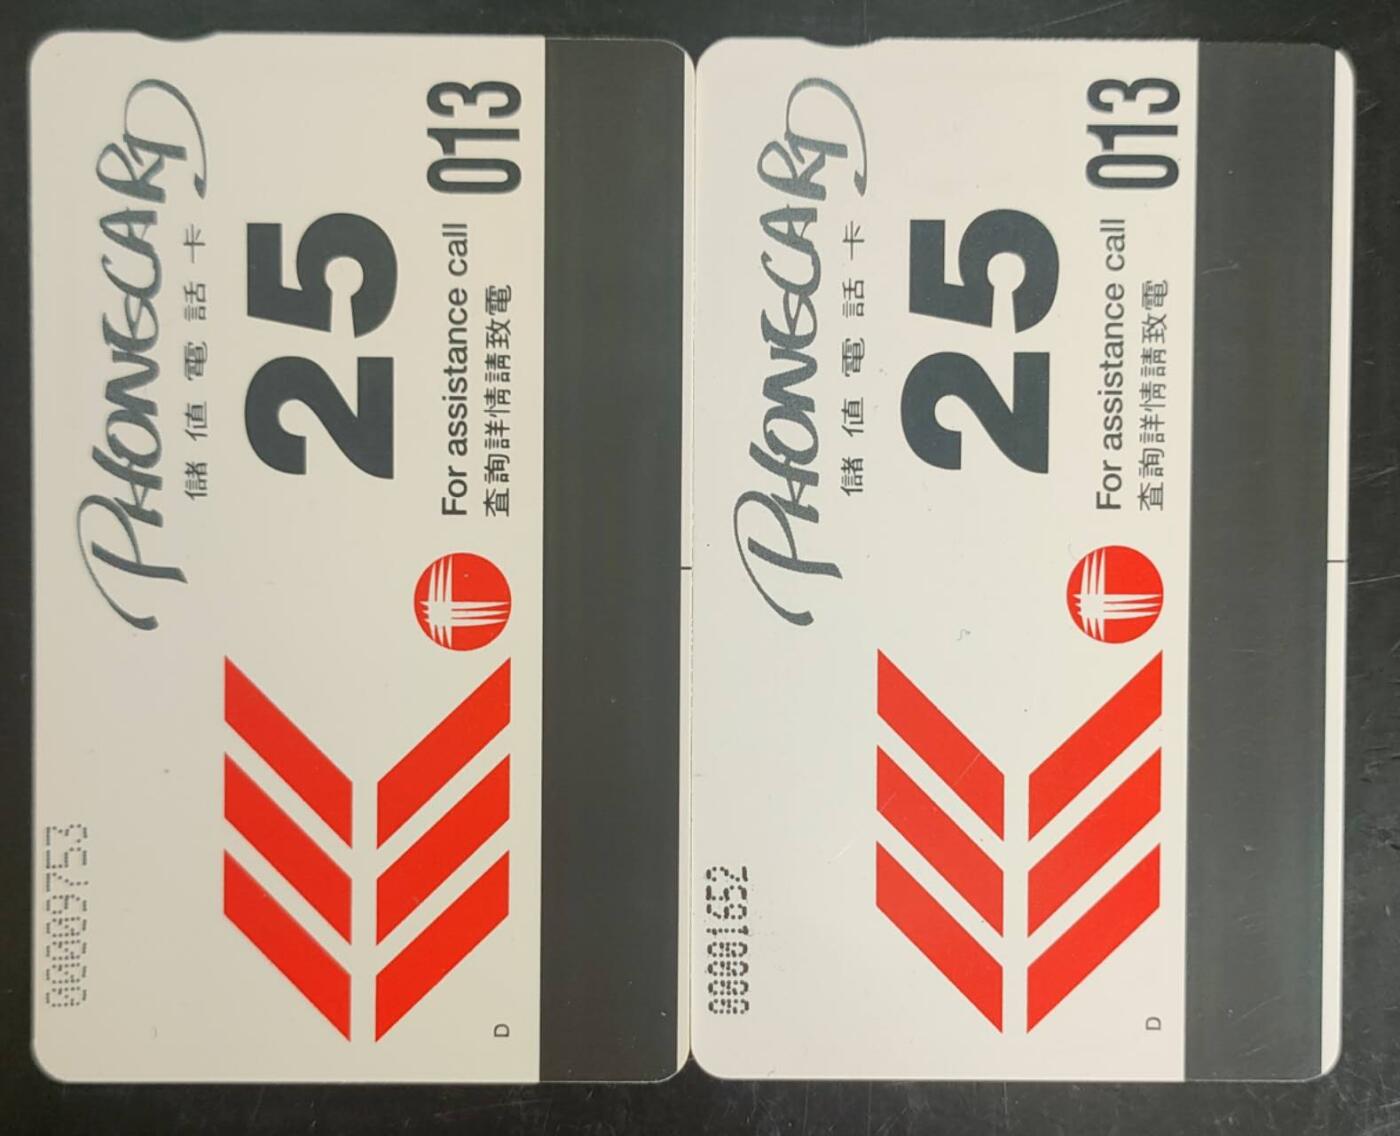 PHONECARD
儲值電話卡
25
For assistance call 013
查詢詳情請致電
D
00009753
PHONECARD
儲值電話卡
25
For assistance call 013
查詢詳情請致電
D
00001652